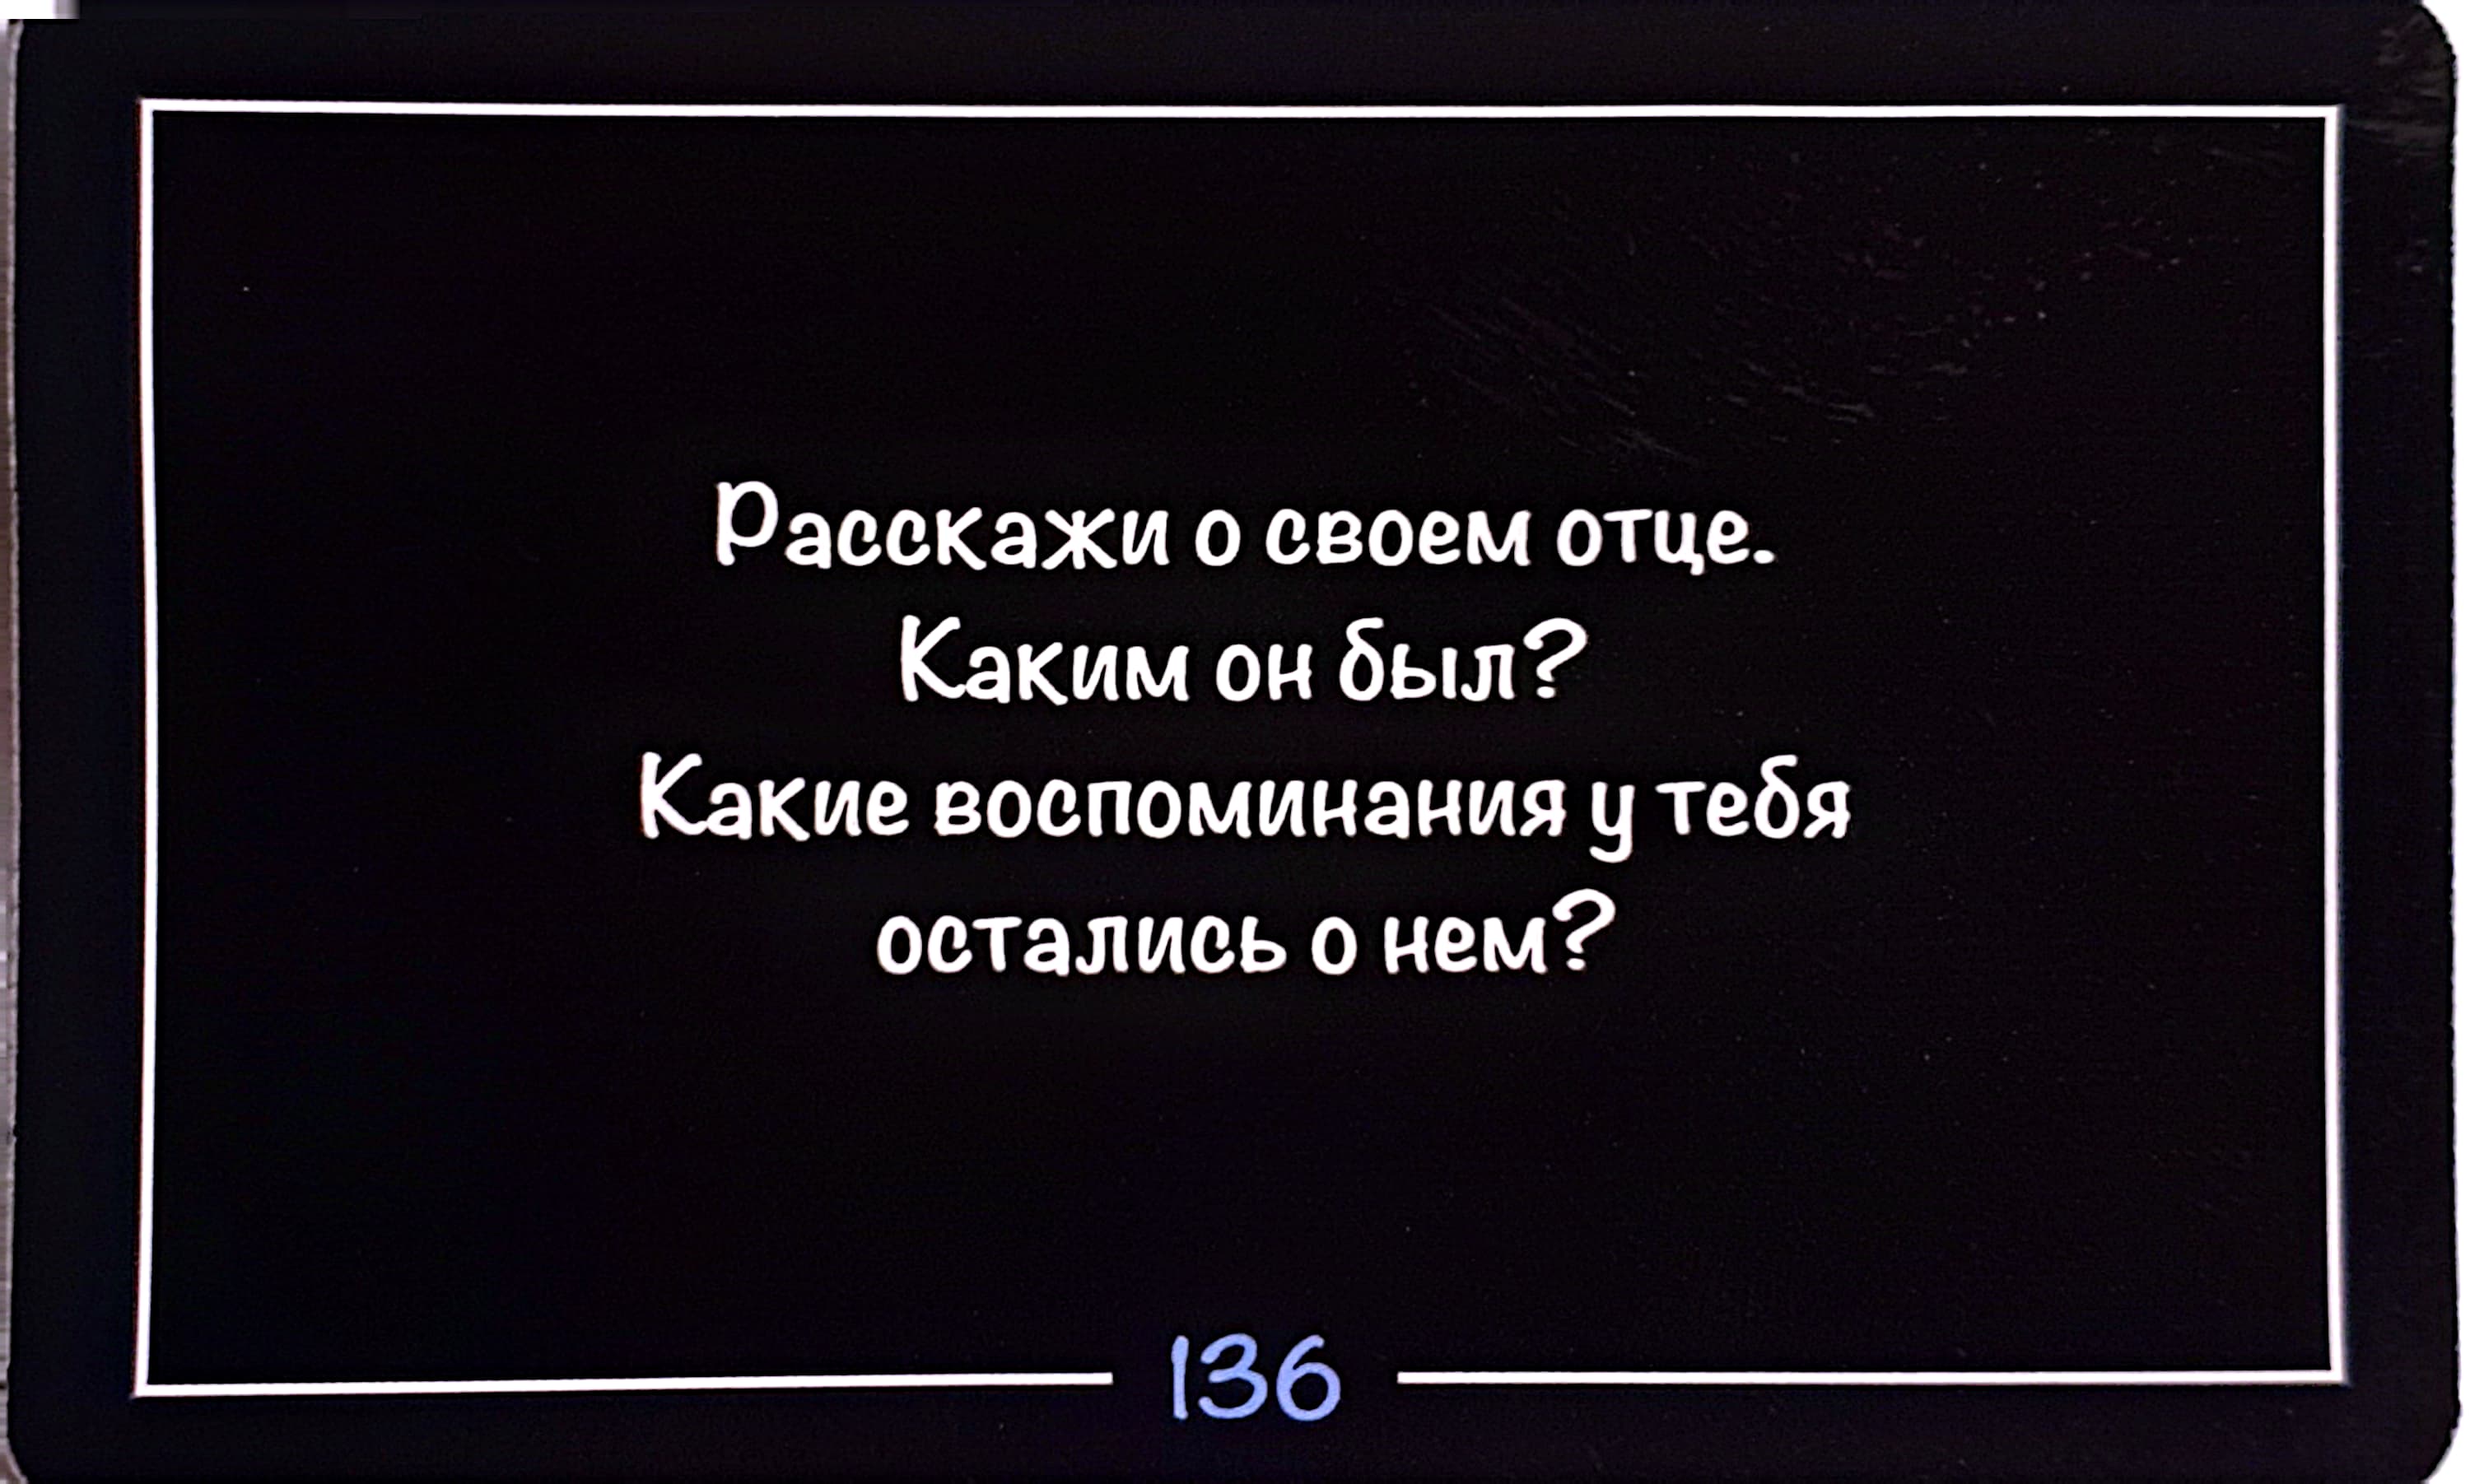 Расскажи о своем отце.
Каким он был?
Какие воспоминания у тебя
остались о нем?
136